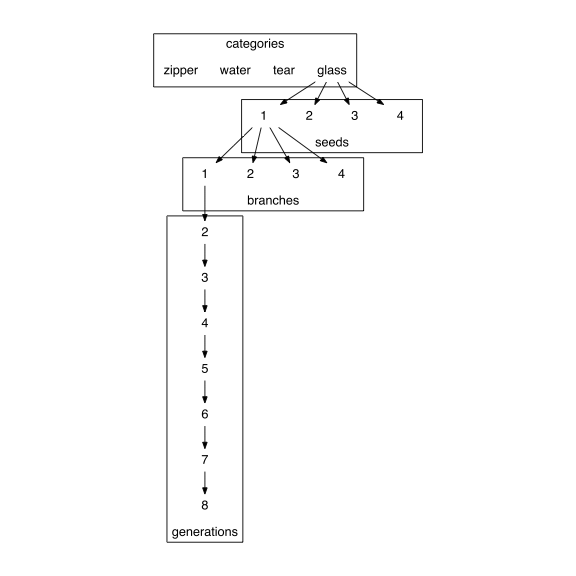 categories
zipper water tear glass
1 2 3 4
seeds
1 2 3 4
branches
2
3
4
5
6
7
8
generations